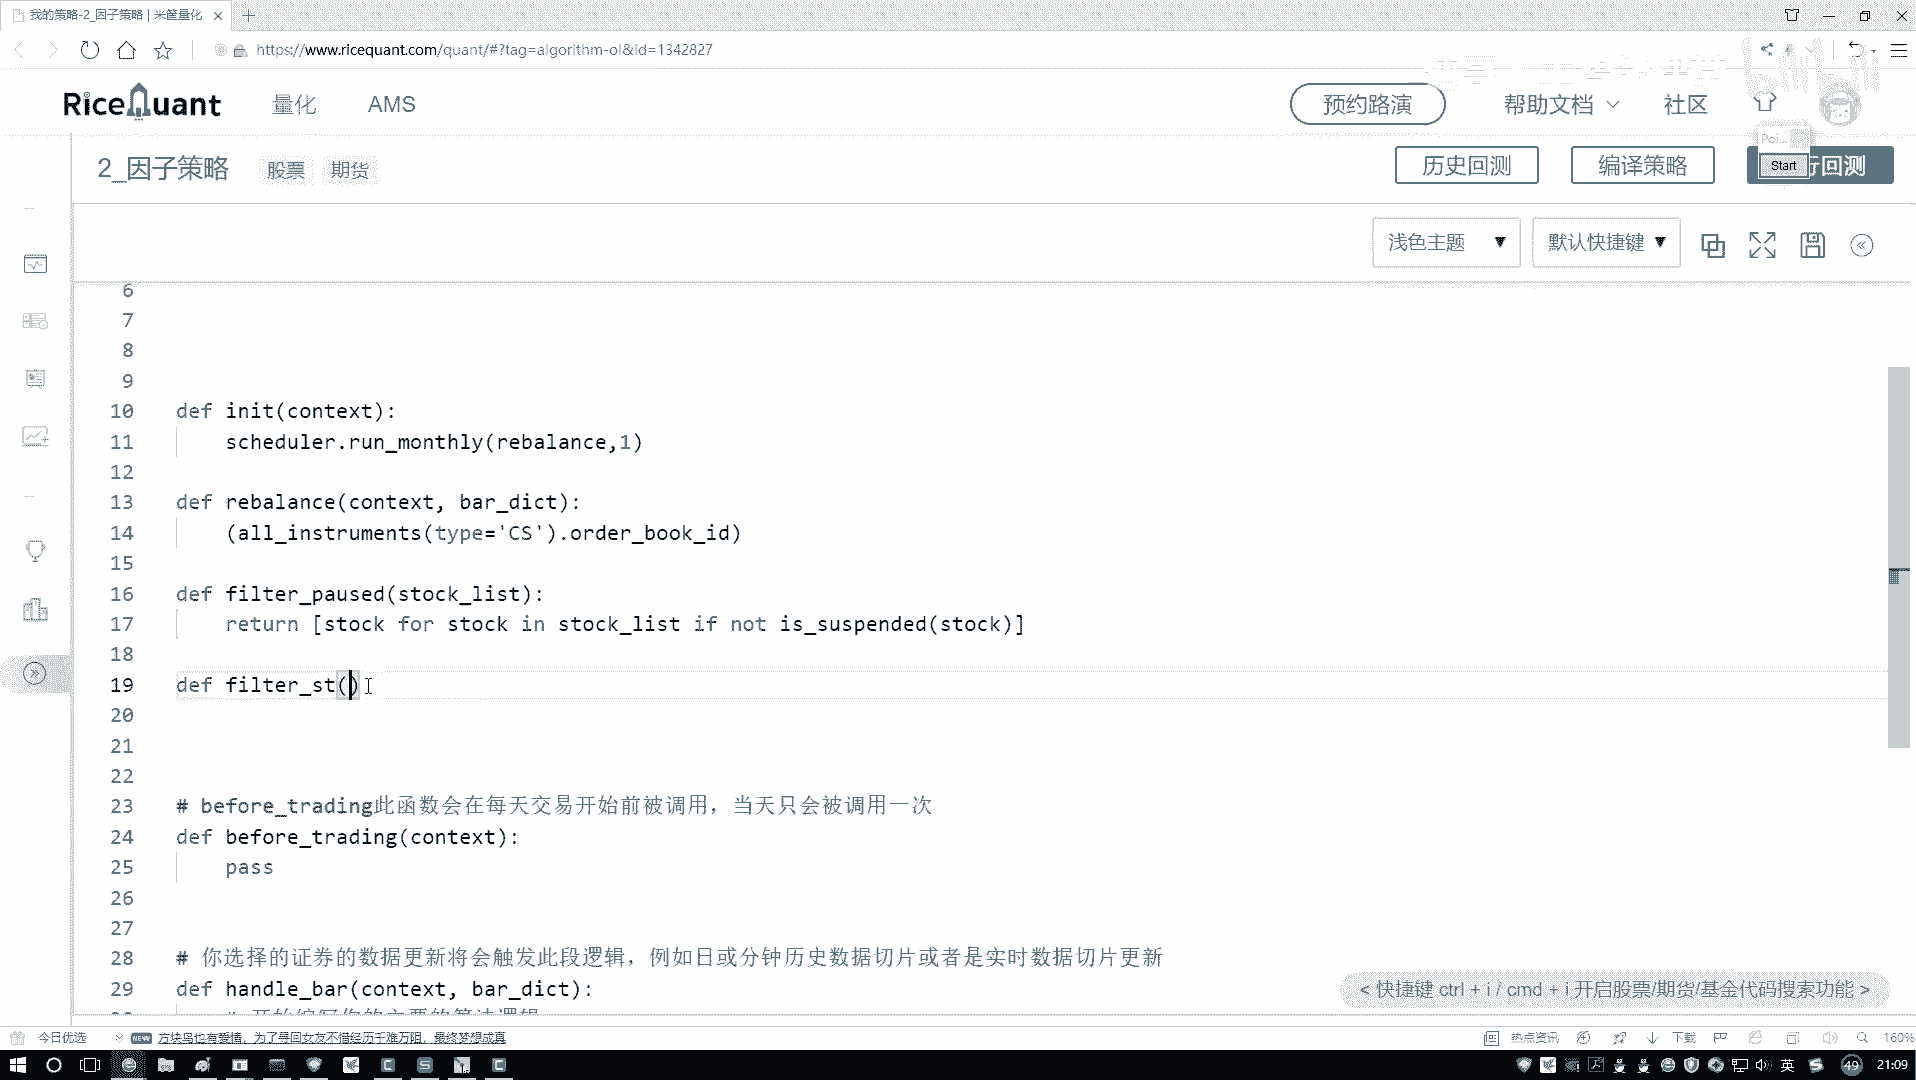 我的策略-2_因子策略 | 米筐量化
https://www.ricequant.com/quant/#?tag=algorithm-ol&id=1342827
RiceQuant 量化 AMS 预约路演 帮助文档 社区
Poi...
2_因子策略 股票 期货 历史回测 编译策略 Start 行回测
浅色主题 默认快捷键
6
7
8
9
10 def init(context):
11 scheduler.run_monthly(rebalance,1)
12
13 def rebalance(context, bar_dict):
14 (all_instruments(type='CS').order_book_id)
15
16 def filter_paused(stock_list):
17 return [stock for stock in stock_list if not is_suspended(stock)]
18
19 def filter_st()
20
21
22
23 # before_trading此函数会在每天交易开始前被调用，当天只会被调用一次
24 def before_trading(context):
25 pass
26
27
28 # 你选择的证券的数据更新将会触发此段逻辑，例如日或分钟历史数据切片或者是实时数据切片更新
29 def handle_bar(context, bar_dict):
< 快捷键 ctrl + i / cmd + i 开启股票/期货/基金代码搜索功能 >
今日优选 NEW 方块鸟也有爱情，为了寻回女友不惜经历千难万阻，最终梦想成真 热点资讯 下载 160%
英 49 21:09